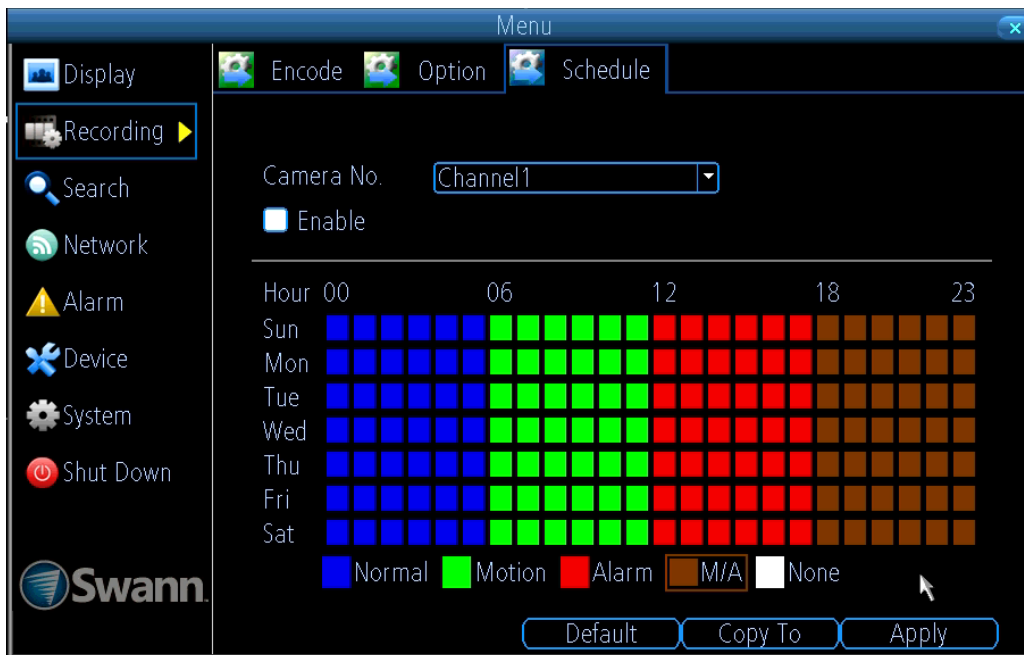 Menu
Display
Recording
Search
Network
Alarm
Device
System
Shut Down
Swann
Encode Option Schedule
Camera No. Channel1
Enable
Hour 00 06 12 18 23
Sun
Mon
Tue
Wed
Thu
Fri
Sat
Normal Motion Alarm M/A None
Default Copy To Apply